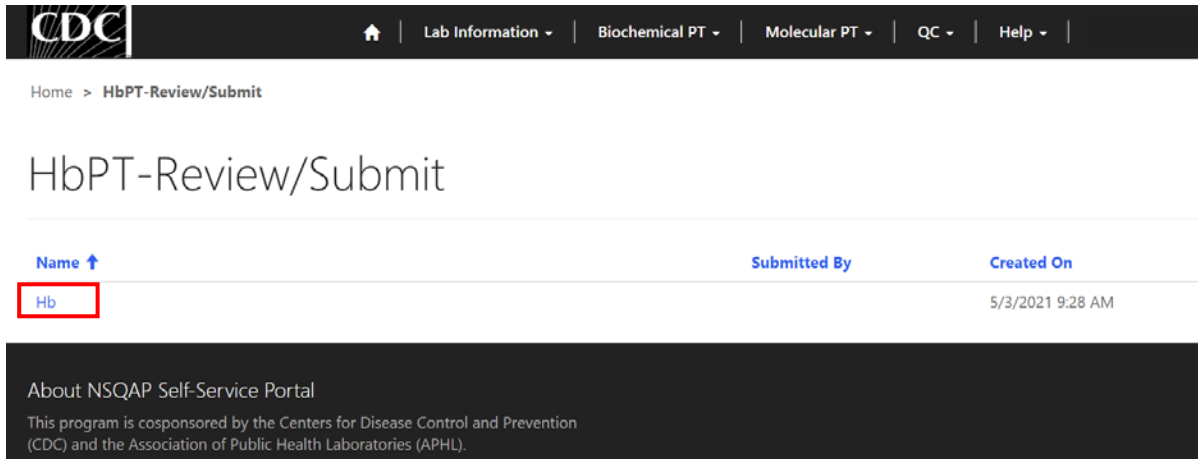 CDC
Lab Information
Biochemical PT
Molecular PT
QC
Help
Home > HbPT-Review/Submit
HbPT-Review/Submit
Name
Submitted By
Created On
Hb
5/3/2021 9:28 AM
About NSQAP Self-Service Portal
This program is cosponsored by the Centers for Disease Control and Prevention
(CDC) and the Association of Public Health Laboratories (APHL).